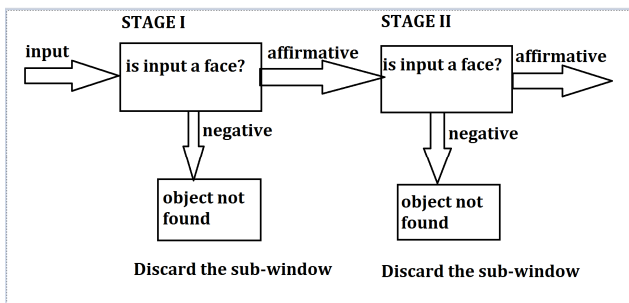 STAGE I
STAGE II
input
is input a face?
affirmative
is input a face?
affirmative
negative
negative
object not
found
object not
found
Discard the sub-window
Discard the sub-window